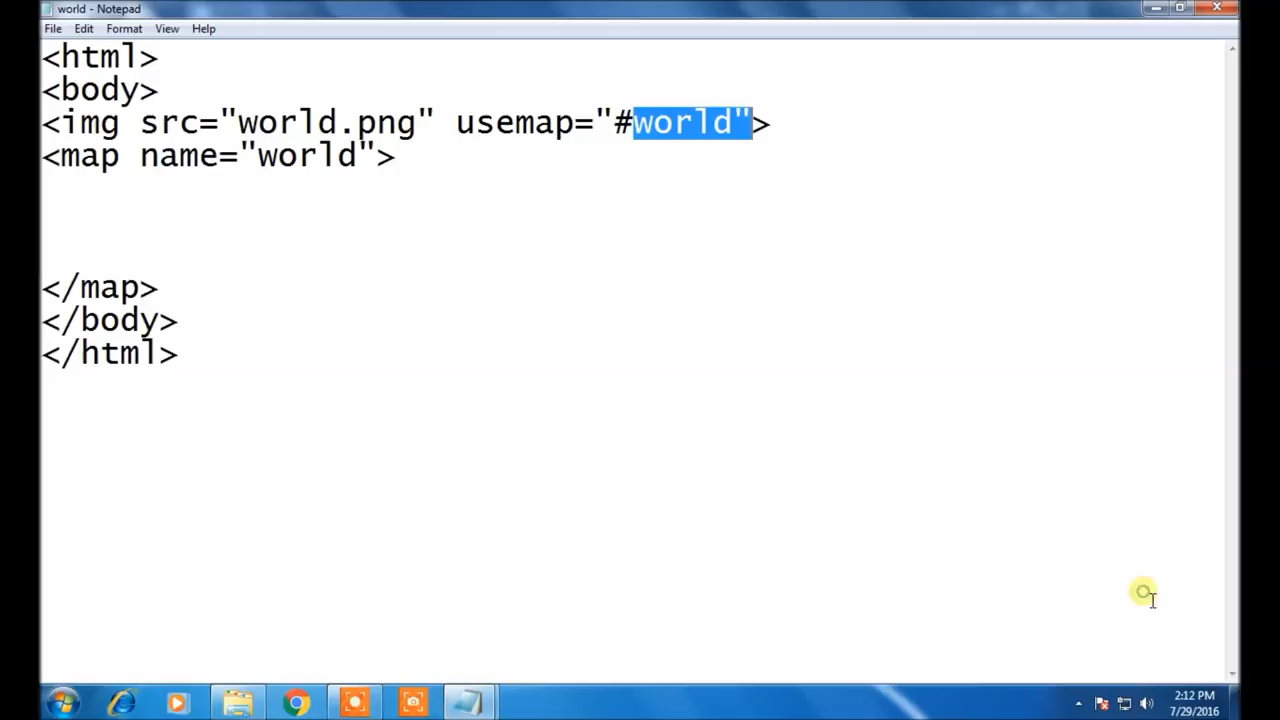 world - Notepad
File Edit Format View Help
<html>
<body>
<img src="world.png" usemap="#world">
<map name="world">
</map>
</body>
</html>
2:12 PM
7/29/2016